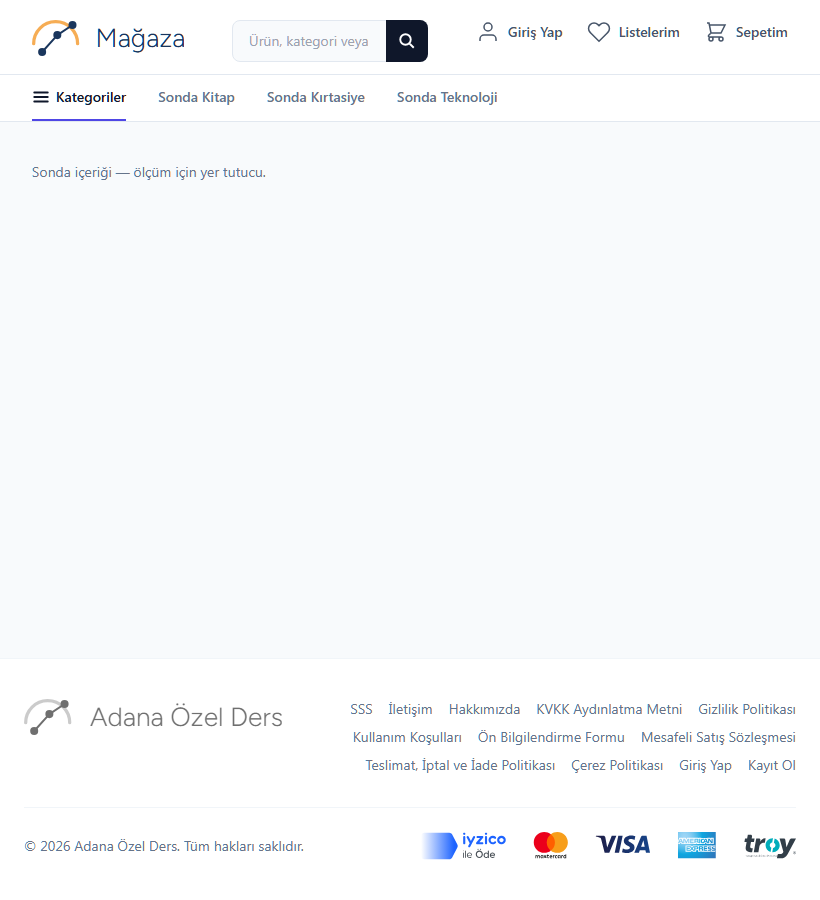 Mağaza
Ürün, kategori veya
Giriş Yap
Listelerim
Sepetim
Kategoriler
Sonda Kitap
Sonda Kırtasiye
Sonda Teknoloji
Sonda içeriği — ölçüm için yer tutucu.
Adana Özel Ders
SSS İletişim Hakkımızda KVKK Aydınlatma Metni Gizlilik Politikası
Kullanım Koşulları Ön Bilgilendirme Formu Mesafeli Satış Sözleşmesi
Teslimat, İptal ve İade Politikası Çerez Politikası Giriş Yap Kayıt Ol
© 2026 Adana Özel Ders. Tüm hakları saklıdır.
iyzico
ile Öde
mastercard
VISA
AMERICAN
EXPRESS
troy